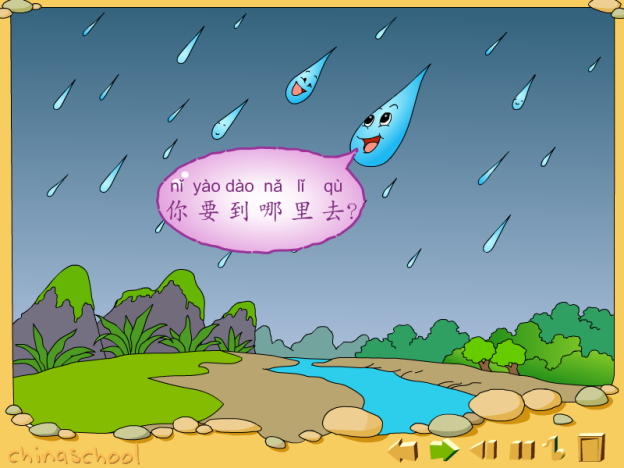 nǐ yào dào nǎ lǐ qù
你要到哪里去?
chinaschool